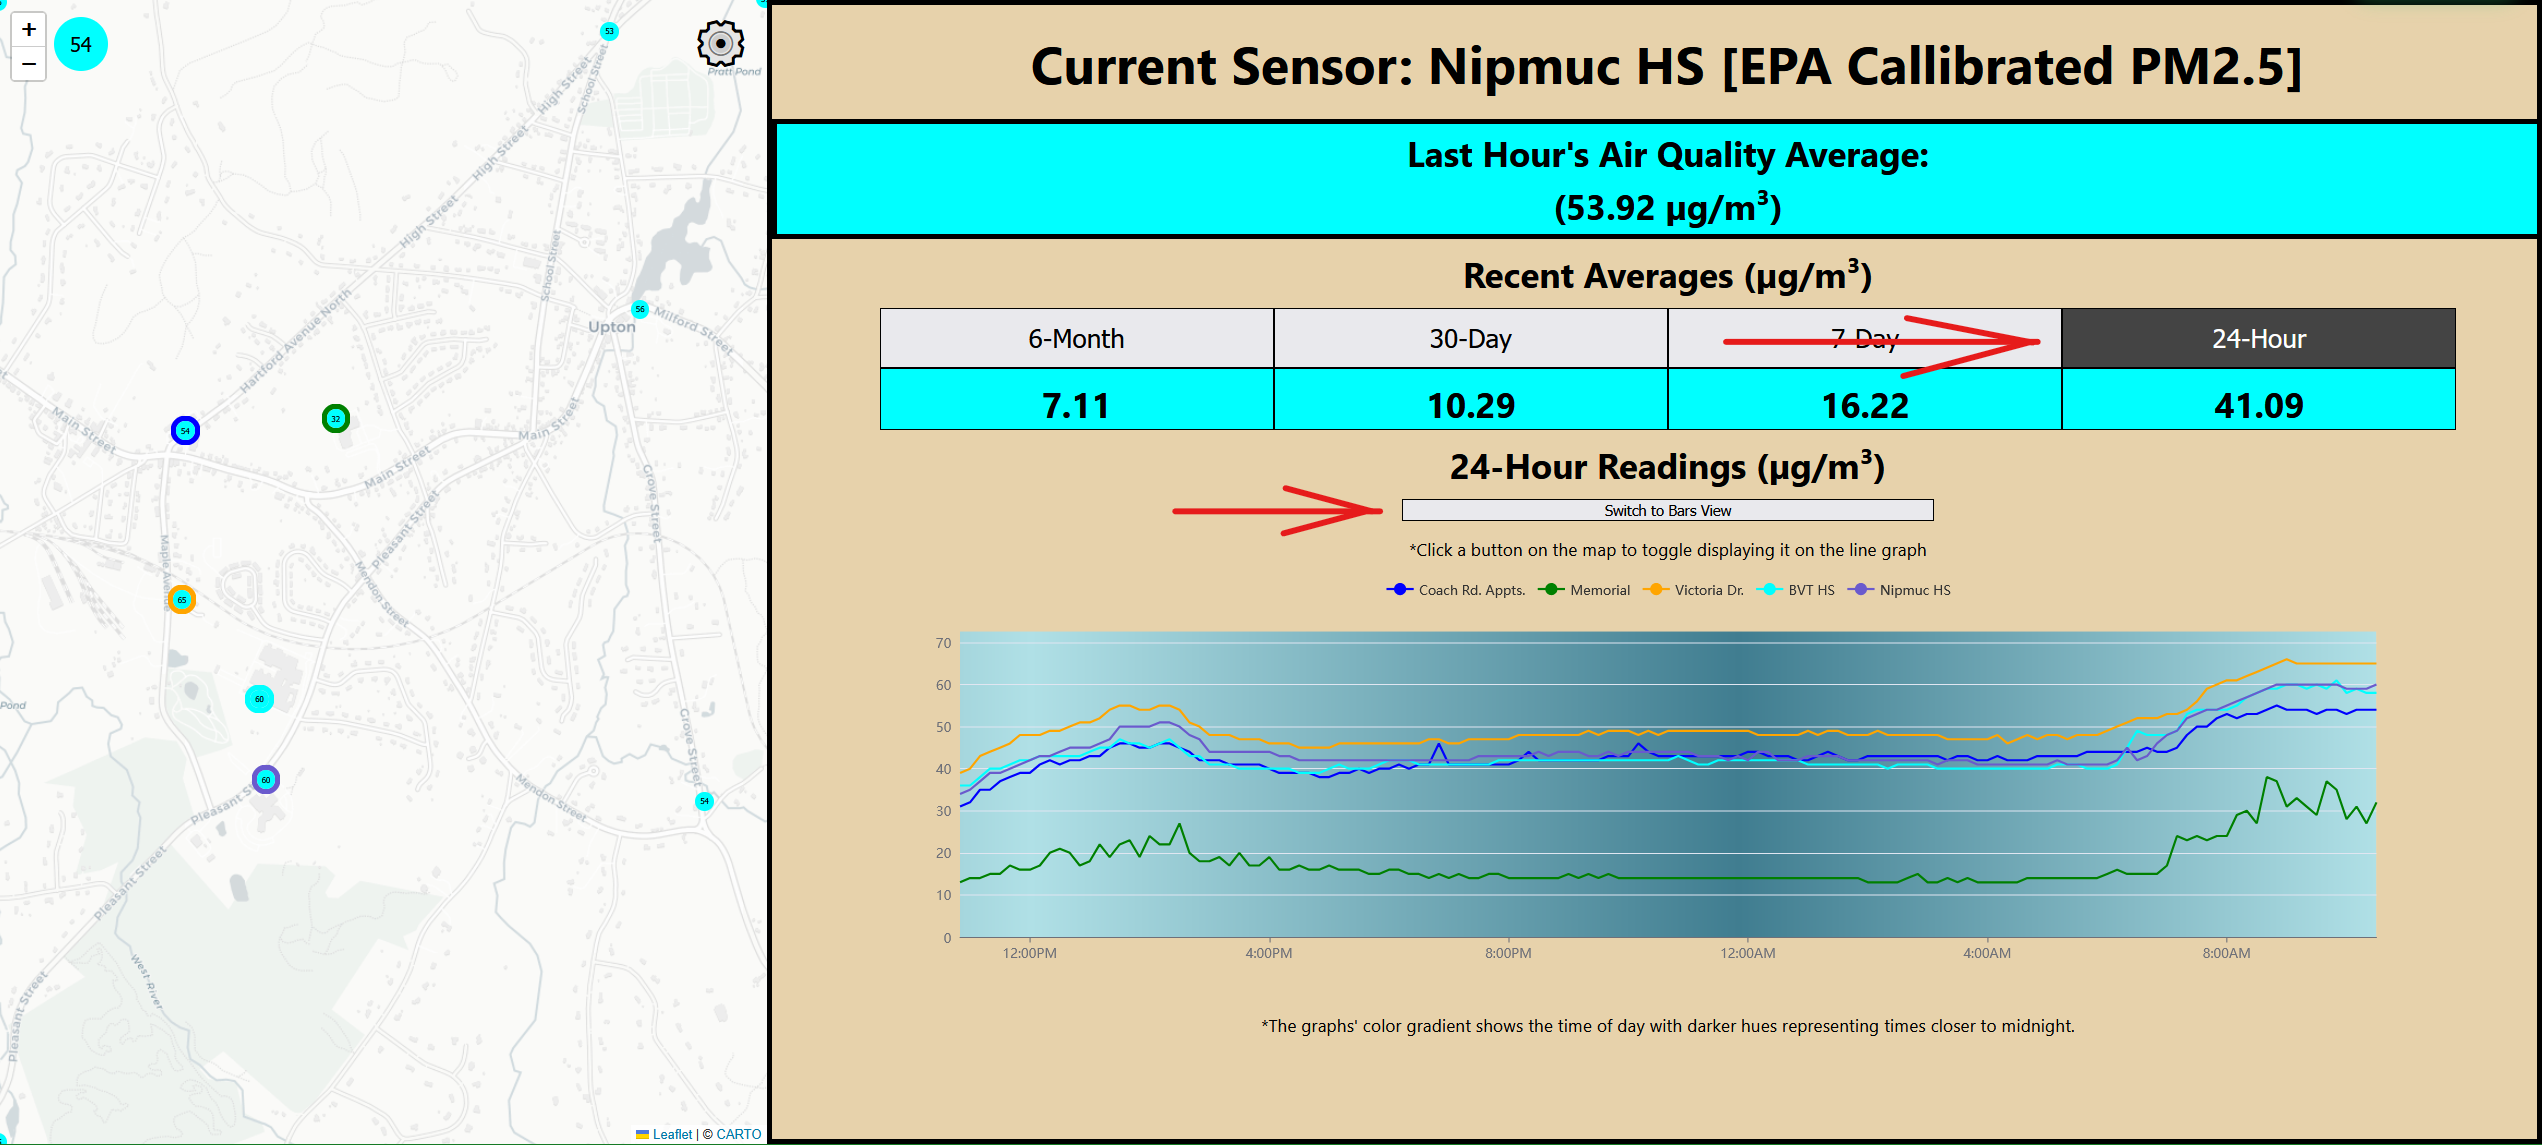 +
−
54
53
Pratt Pond
High Street
School Street
High Street
High Street
School Street
56
Upton
Milford Street
Hartford Avenue North
32
54
Main Street
Main Street
Main Street
Pleasant Street
Grove Street
Maple Avenue
Mendon Street
65
60
Pond
Grove Street
60
Pleasant St
Mendon Street
54
Pleasant Street
West River
Pleasant Street
Leaflet | © CARTO
Current Sensor: Nipmuc HS [EPA Callibrated PM2.5]
Last Hour's Air Quality Average:
(53.92 µg/m³)
Recent Averages (µg/m³)
6-Month 30-Day 7-Day 24-Hour
7.11 10.29 16.22 41.09
24-Hour Readings (µg/m³)
Switch to Bars View
*Click a button on the map to toggle displaying it on the line graph
Coach Rd. Appts. Memorial Victoria Dr. BVT HS Nipmuc HS
70
60
50
40
30
20
10
0
12:00PM 4:00PM 8:00PM 12:00AM 4:00AM 8:00AM
*The graphs' color gradient shows the time of day with darker hues representing times closer to midnight.